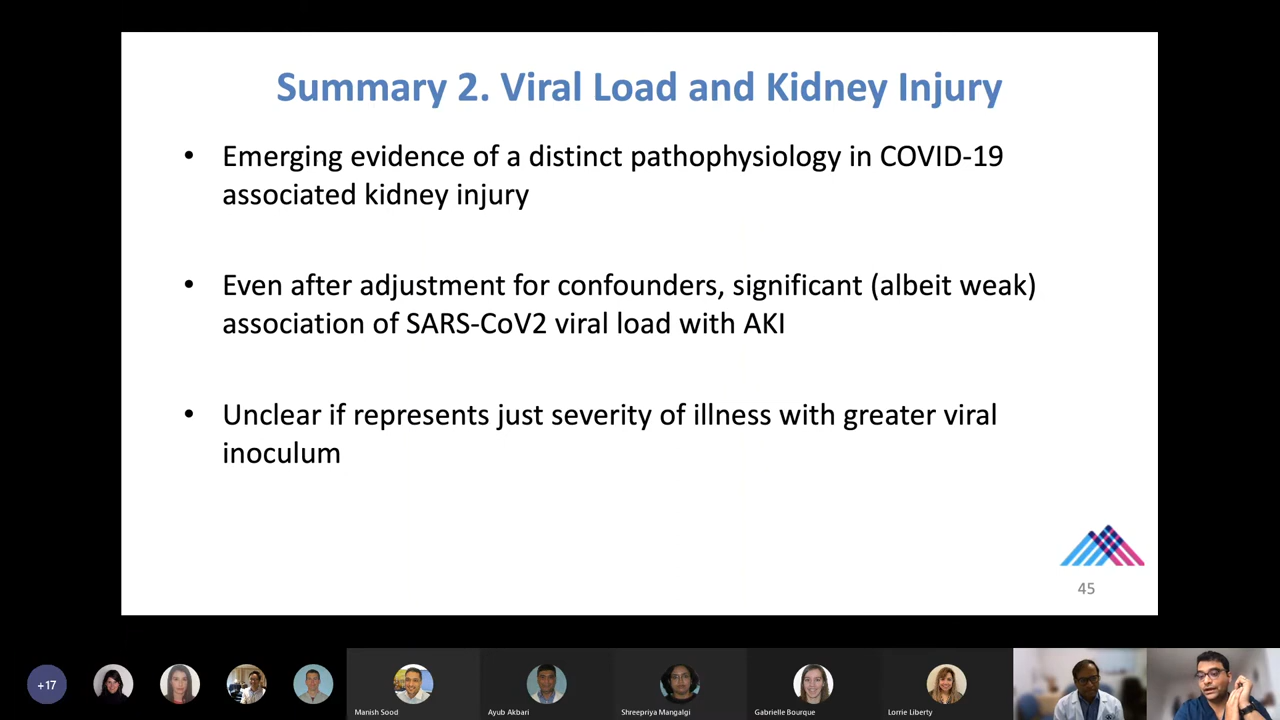 Summary 2. Viral Load and Kidney Injury
• Emerging evidence of a distinct pathophysiology in COVID-19
associated kidney injury
• Even after adjustment for confounders, significant (albeit weak)
association of SARS-CoV2 viral load with AKI
• Unclear if represents just severity of illness with greater viral
inoculum
45
+17
Manish Sood
Ayub Akbari
Shreepriya Mangalgi
Gabrielle Bourque
Lorrie Liberty